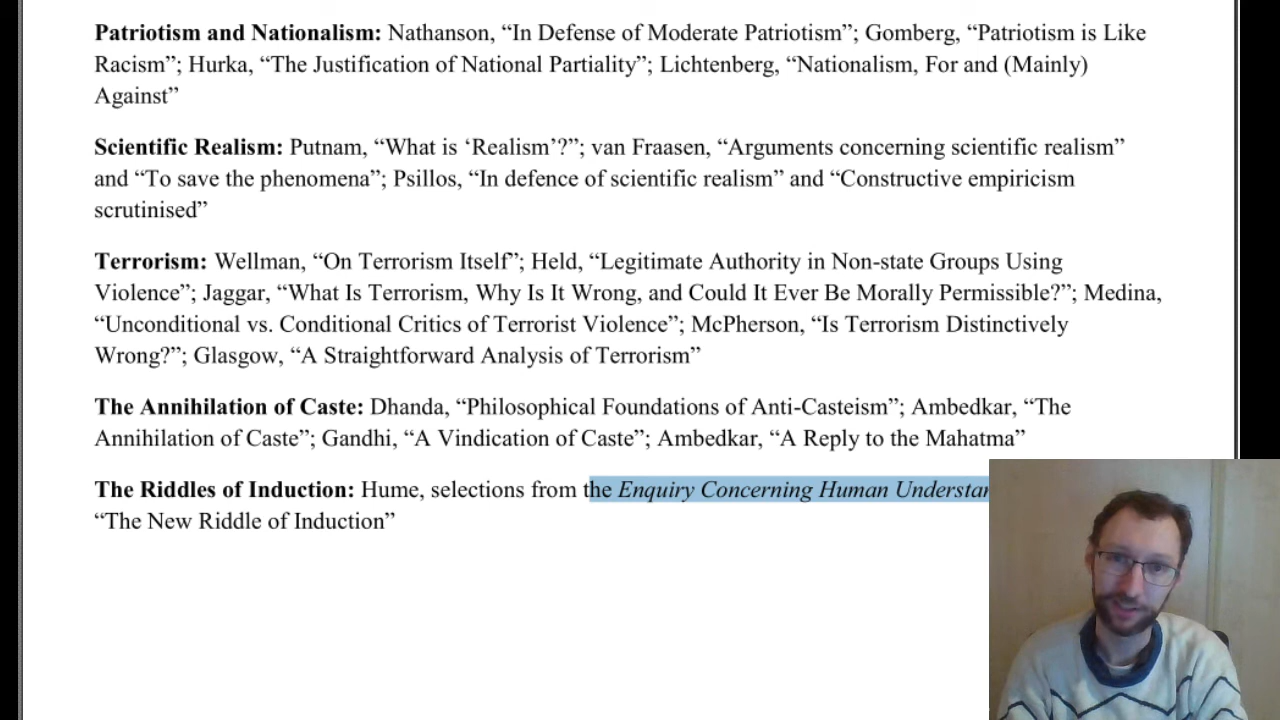 Patriotism and Nationalism: Nathanson, “In Defense of Moderate Patriotism”; Gomberg, “Patriotism is Like
Racism”; Hurka, “The Justification of National Partiality”; Lichtenberg, “Nationalism, For and (Mainly)
Against”
Scientific Realism: Putnam, “What is ‘Realism’?”; van Fraasen, “Arguments concerning scientific realism”
and “To save the phenomena”; Psillos, “In defence of scientific realism” and “Constructive empiricism
scrutinised”
Terrorism: Wellman, “On Terrorism Itself”; Held, “Legitimate Authority in Non-state Groups Using
Violence”; Jaggar, “What Is Terrorism, Why Is It Wrong, and Could It Ever Be Morally Permissible?”; Medina,
“Unconditional vs. Conditional Critics of Terrorist Violence”; McPherson, “Is Terrorism Distinctively
Wrong?”; Glasgow, “A Straightforward Analysis of Terrorism”
The Annihilation of Caste: Dhanda, “Philosophical Foundations of Anti-Casteism”; Ambedkar, “The
Annihilation of Caste”; Gandhi, “A Vindication of Caste”; Ambedkar, “A Reply to the Mahatma”
The Riddles of Induction: Hume, selections from the Enquiry Concerning Human
“The New Riddle of Induction”